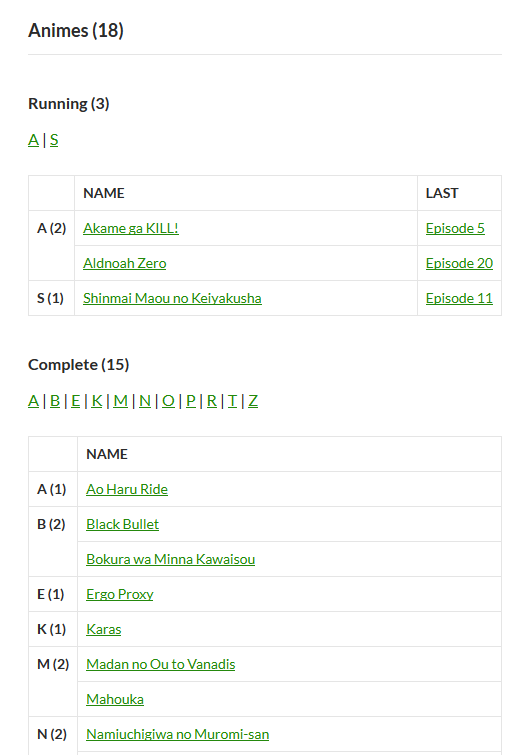 Animes (18)
Running (3)
A | S
NAME LAST
A (2) Akame ga KILL! Episode 5
Aldnoah Zero Episode 20
S (1) Shinmai Maou no Keiyakusha Episode 11
Complete (15)
A | B | E | K | M | N | O | P | R | T | Z
NAME
A (1) Ao Haru Ride
B (2) Black Bullet
Bokura wa Minna Kawaisou
E (1) Ergo Proxy
K (1) Karas
M (2) Madan no Ou to Vanadis
Mahouka
N (2) Namiuchigiwa no Muromi-san